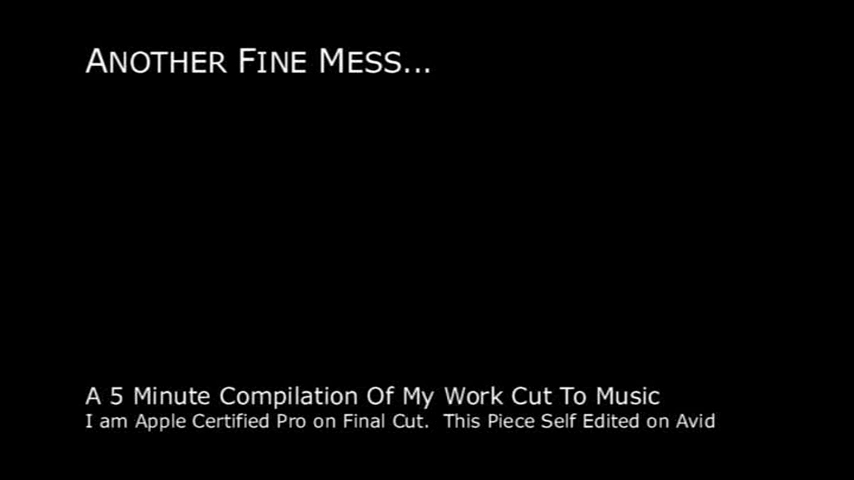 ANOTHER FINE MESS...
A 5 Minute Compilation Of My Work Cut To Music
I am Apple Certified Pro on Final Cut. This Piece Self Edited on Avid